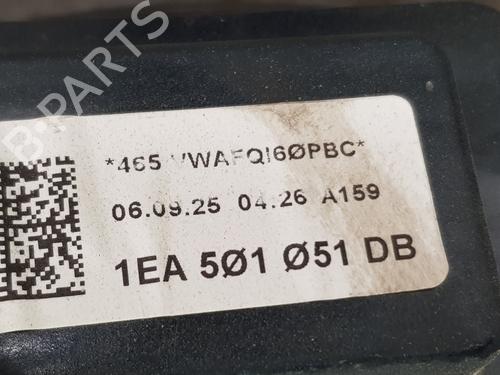 B-PARTS
*465 VWAFQI6ØPBC*
06.09.25 04.26 A159
1EA 5Ø1 Ø51 DB